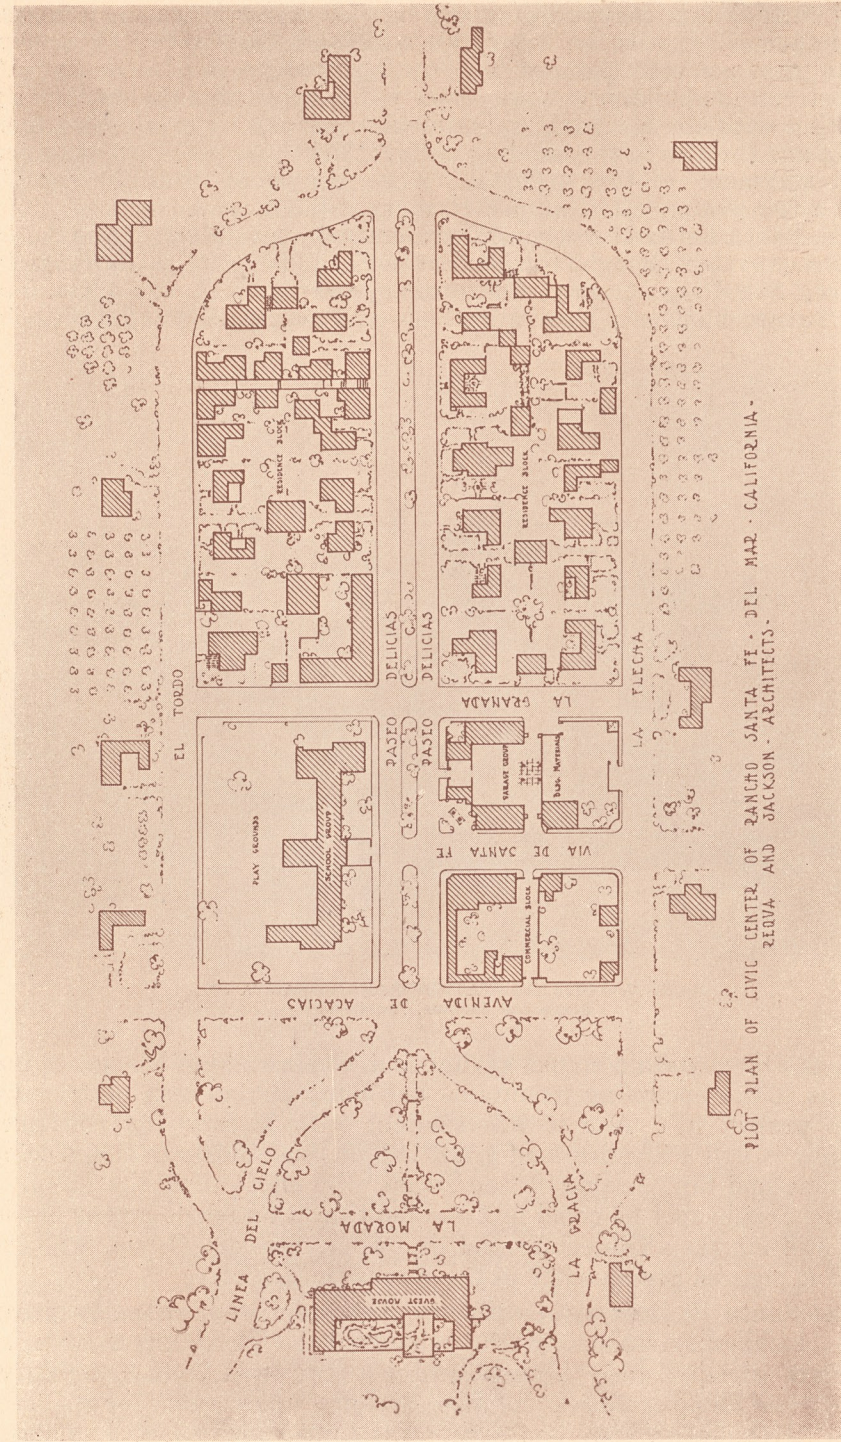 PLOT PLAN OF CIVIC CENTER OF RANCHO SANTA FE - DEL MAR - CALIFORNIA -
REQUA AND JACKSON - ARCHITECTS -
EL TORDO
RESIDENCE BLOCK
RESIDENCE BLOCK
PASEO DELICIAS
PASEO DELICIAS
LA GRANADA
LA FLECHA
PLAY GROUNDS
SCHOOL GROUP
GARAGE GROUP
BLDG. MATERIALS
VIA DE SANTA FE
COMMERCIAL BLOCK
AVENIDA DE ACACIAS
LINEA DEL CIELO
LA MORADA
LA GRACIA
GUEST HOUSE